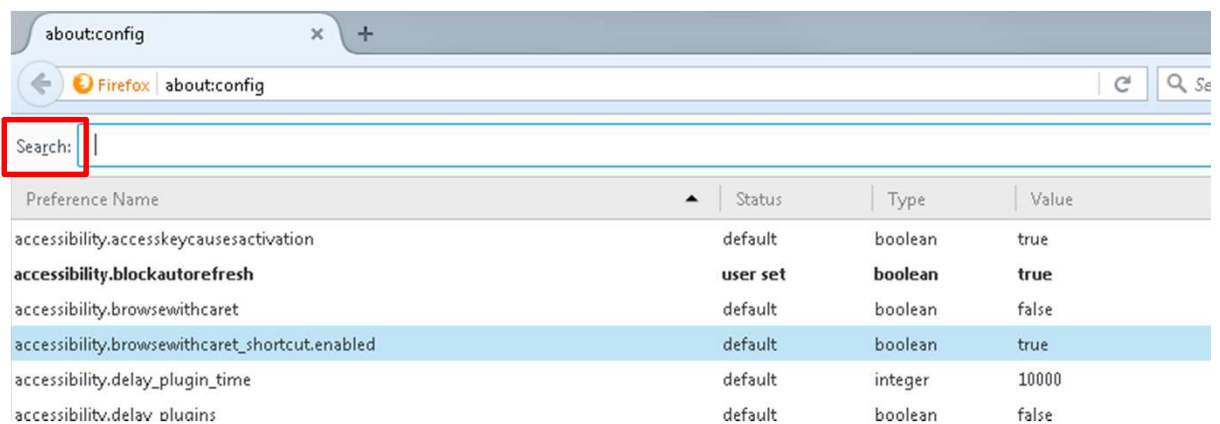 about:config × +
Firefox about:config Se
Search:
Preference Name Status Type Value
accessibility.accesskeycausesactivation default boolean true
accessibility.blockautorefresh user set boolean true
accessibility.browsewithcaret default boolean false
accessibility.browsewithcaret_shortcut.enabled default boolean true
accessibility.delay_plugin_time default integer 10000
accessibility.delay_plugins default boolean false